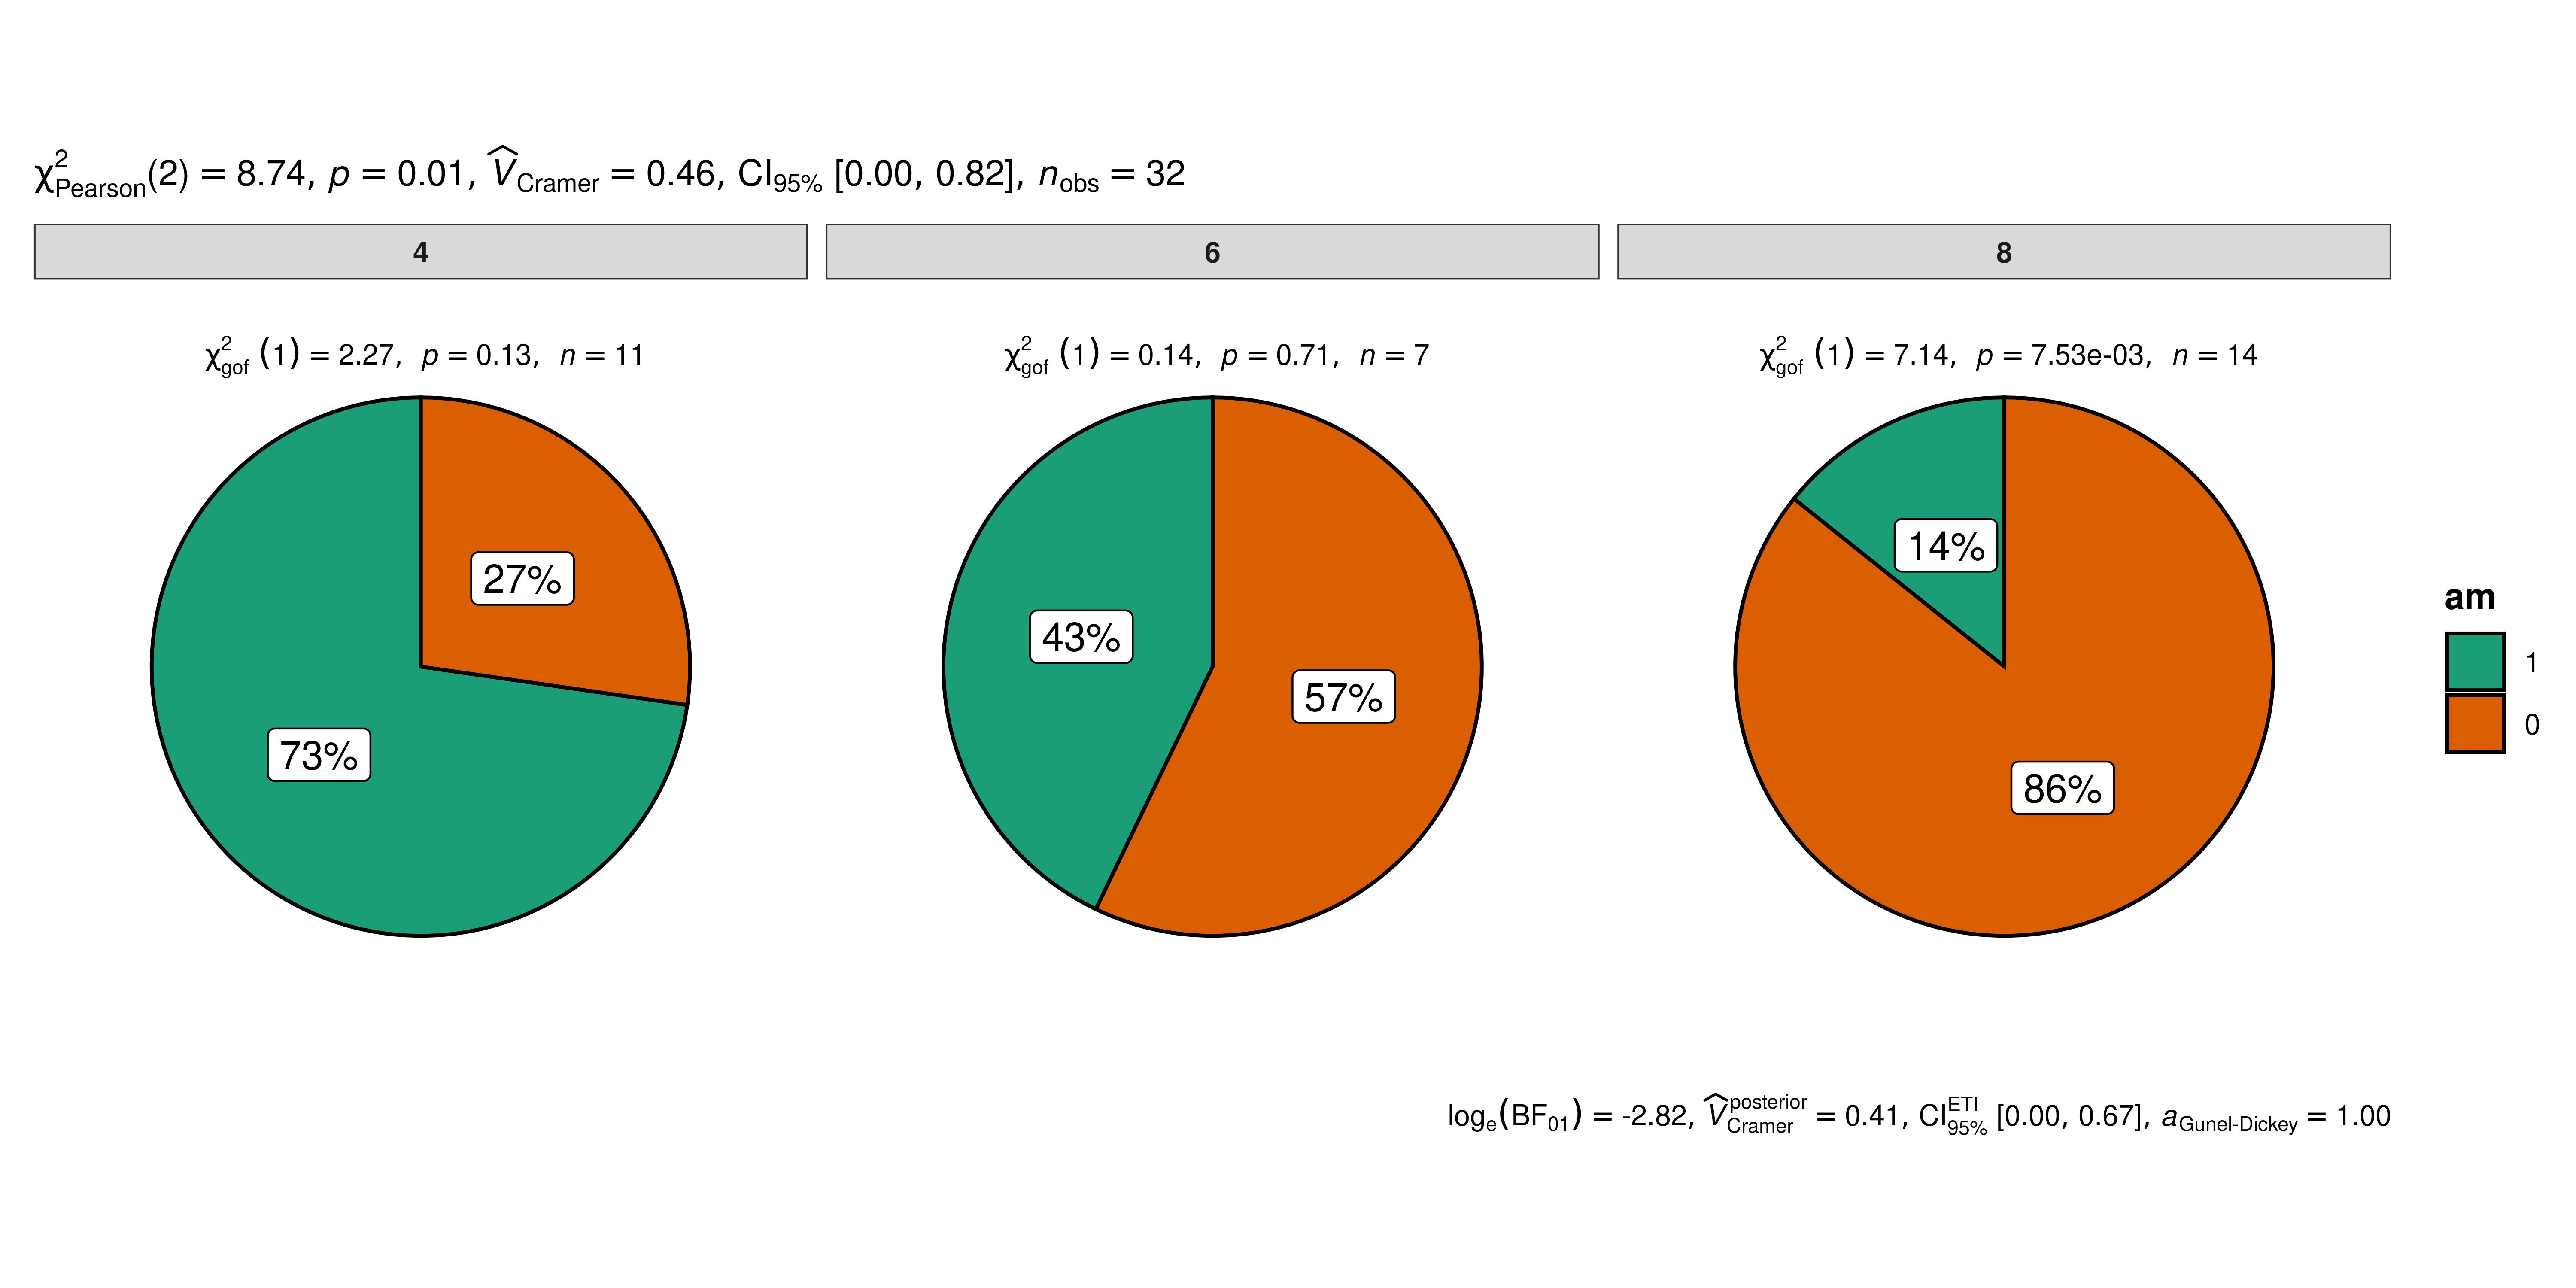 χ²Pearson(2) = 8.74, p = 0.01, V̂Cramer = 0.46, CI95% [0.00, 0.82], nobs = 32
4
6
8
χ²gof (1) = 2.27, p = 0.13, n = 11
χ²gof (1) = 0.14, p = 0.71, n = 7
χ²gof (1) = 7.14, p = 7.53e-03, n = 14
27%
73%
43%
57%
14%
86%
am
1
0
loge(BF01) = -2.82, V̂posteriorCramer = 0.41, CIETI95% [0.00, 0.67], aGunel-Dickey = 1.00